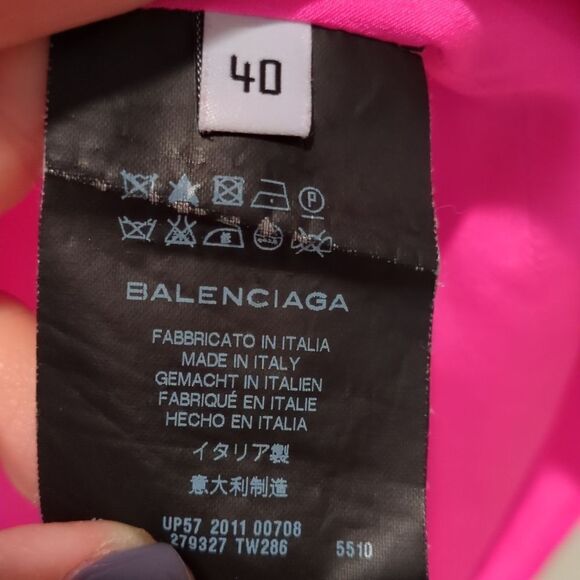 40
P
BALENCIAGA
FABBRICATO IN ITALIA
MADE IN ITALY
GEMACHT IN ITALIEN
FABRIQUÉ EN ITALIE
HECHO EN ITALIA
イタリア製
意大利制造
UP57 2011 00708
279327 TW286 5510